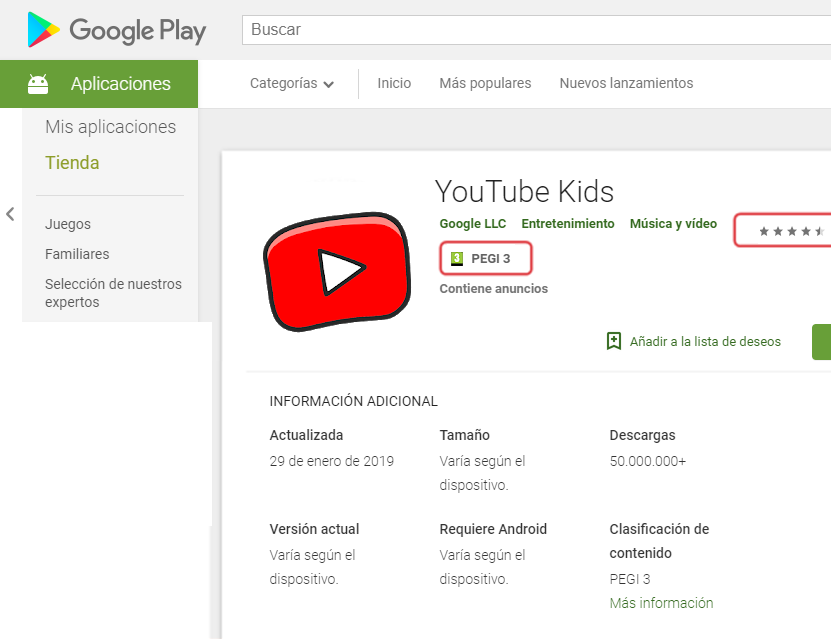 Google Play
Buscar
Aplicaciones
Categorías
Inicio
Más populares
Nuevos lanzamientos
Mis aplicaciones
Tienda
Juegos
Familiares
Selección de nuestros
expertos
YouTube Kids
Google LLC Entretenimiento Música y vídeo
3 PEGI 3
Contiene anuncios
Añadir a la lista de deseos
INFORMACIÓN ADICIONAL
Actualizada
29 de enero de 2019
Tamaño
Varía según el
dispositivo.
Descargas
50.000.000+
Versión actual
Varía según el
dispositivo.
Requiere Android
Varía según el
dispositivo.
Clasificación de
contenido
PEGI 3
Más información